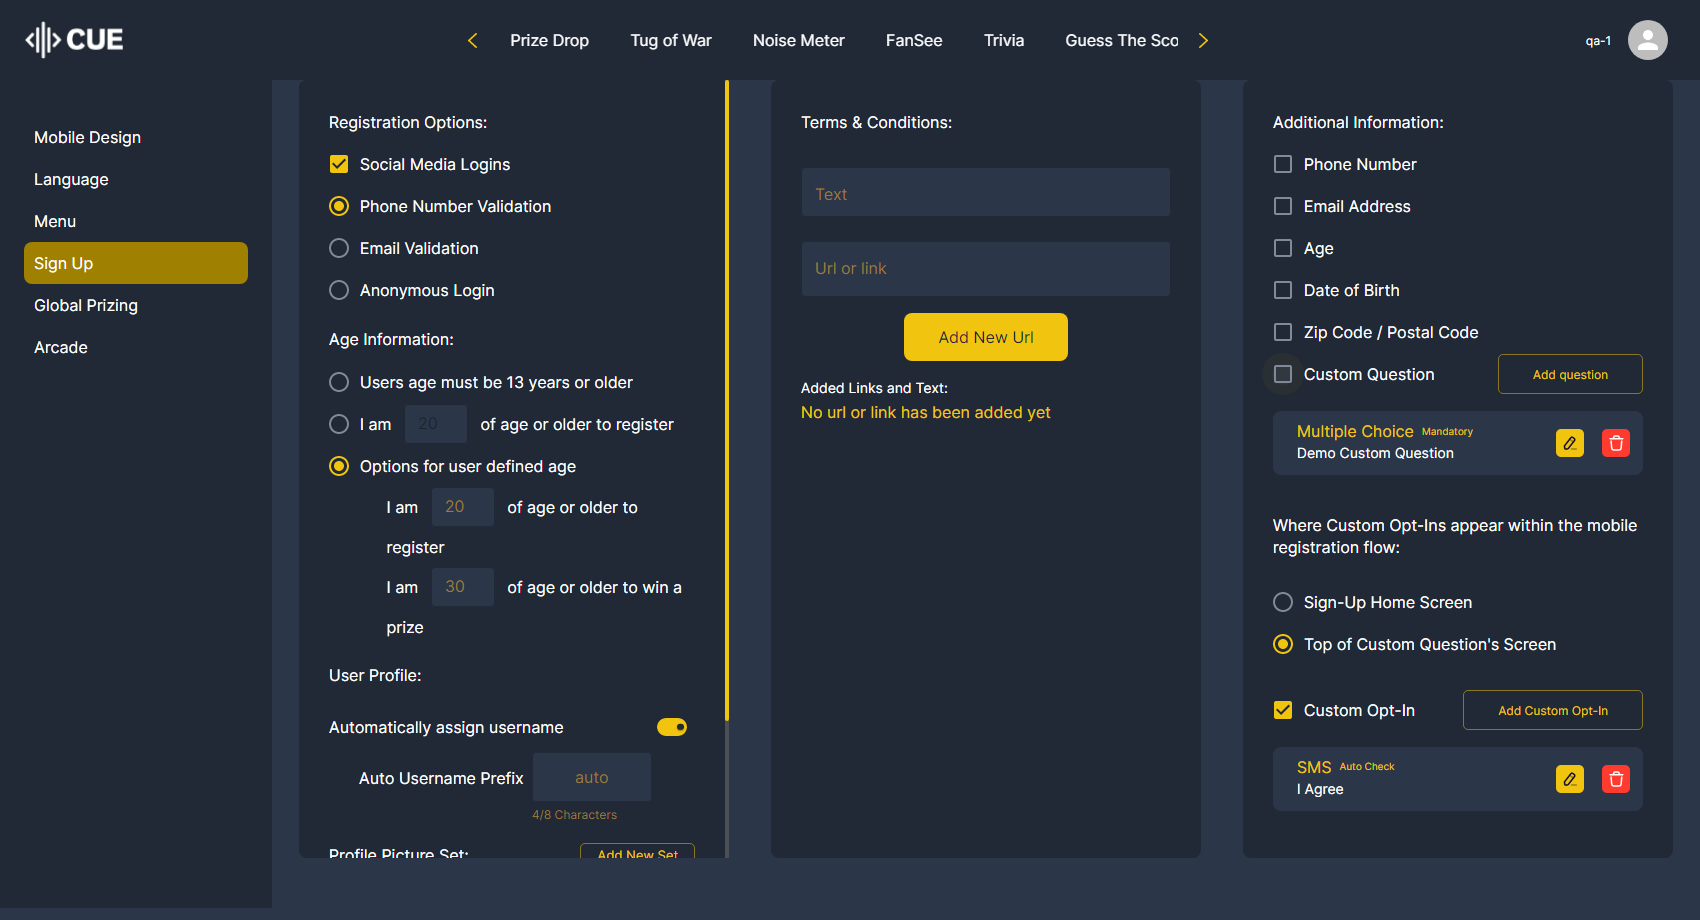 CUE
Prize Drop
Tug of War
Noise Meter
FanSee
Trivia
Guess The Sco
qa-1
Mobile Design
Language
Menu
Sign Up
Global Prizing
Arcade
Registration Options:
Social Media Logins
Phone Number Validation
Email Validation
Anonymous Login
Age Information:
Users age must be 13 years or older
I am 20 of age or older to register
Options for user defined age
I am 20 of age or older to
register
I am 30 of age or older to win a
prize
User Profile:
Automatically assign username
Auto Username Prefix auto
4/8 Characters
Profile Picture Set: Add New Set
Terms & Conditions:
Text
Url or link
Add New Url
Added Links and Text:
No url or link has been added yet
Additional Information:
Phone Number
Email Address
Age
Date of Birth
Zip Code / Postal Code
Custom Question Add question
Multiple Choice Mandatory
Demo Custom Question
Where Custom Opt-Ins appear within the mobile
registration flow:
Sign-Up Home Screen
Top of Custom Question's Screen
Custom Opt-In Add Custom Opt-In
SMS Auto Check
I Agree